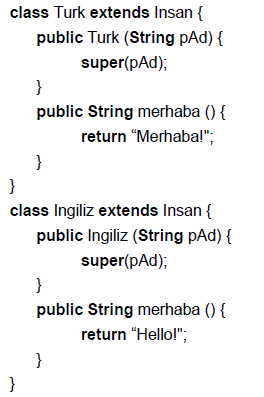 class Turk extends Insan {
public Turk (String pAd) {
super(pAd);
}
public String merhaba () {
return “Merhaba!";
}
}
class Ingiliz extends Insan {
public Ingiliz (String pAd) {
super(pAd);
}
public String merhaba () {
return “Hello!";
}
}